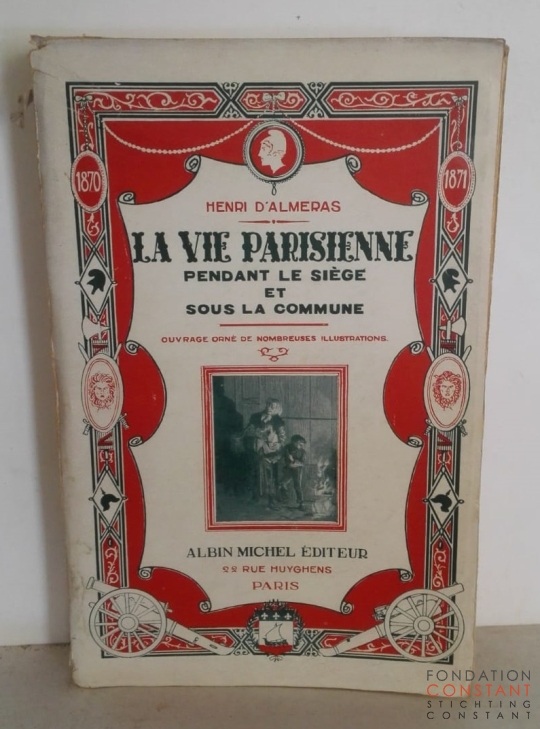 1870
1871
HENRI D'ALMERAS
LA VIE PARISIENNE
PENDANT LE SIÈGE
ET
SOUS LA COMMUNE
OUVRAGE ORNÉ DE NOMBREUSES ILLUSTRATIONS.
ALBIN MICHEL ÉDITEUR
22 RUE HUYGHENS
PARIS
FONDATION
CONSTANT
STICHTING
CONSTANT